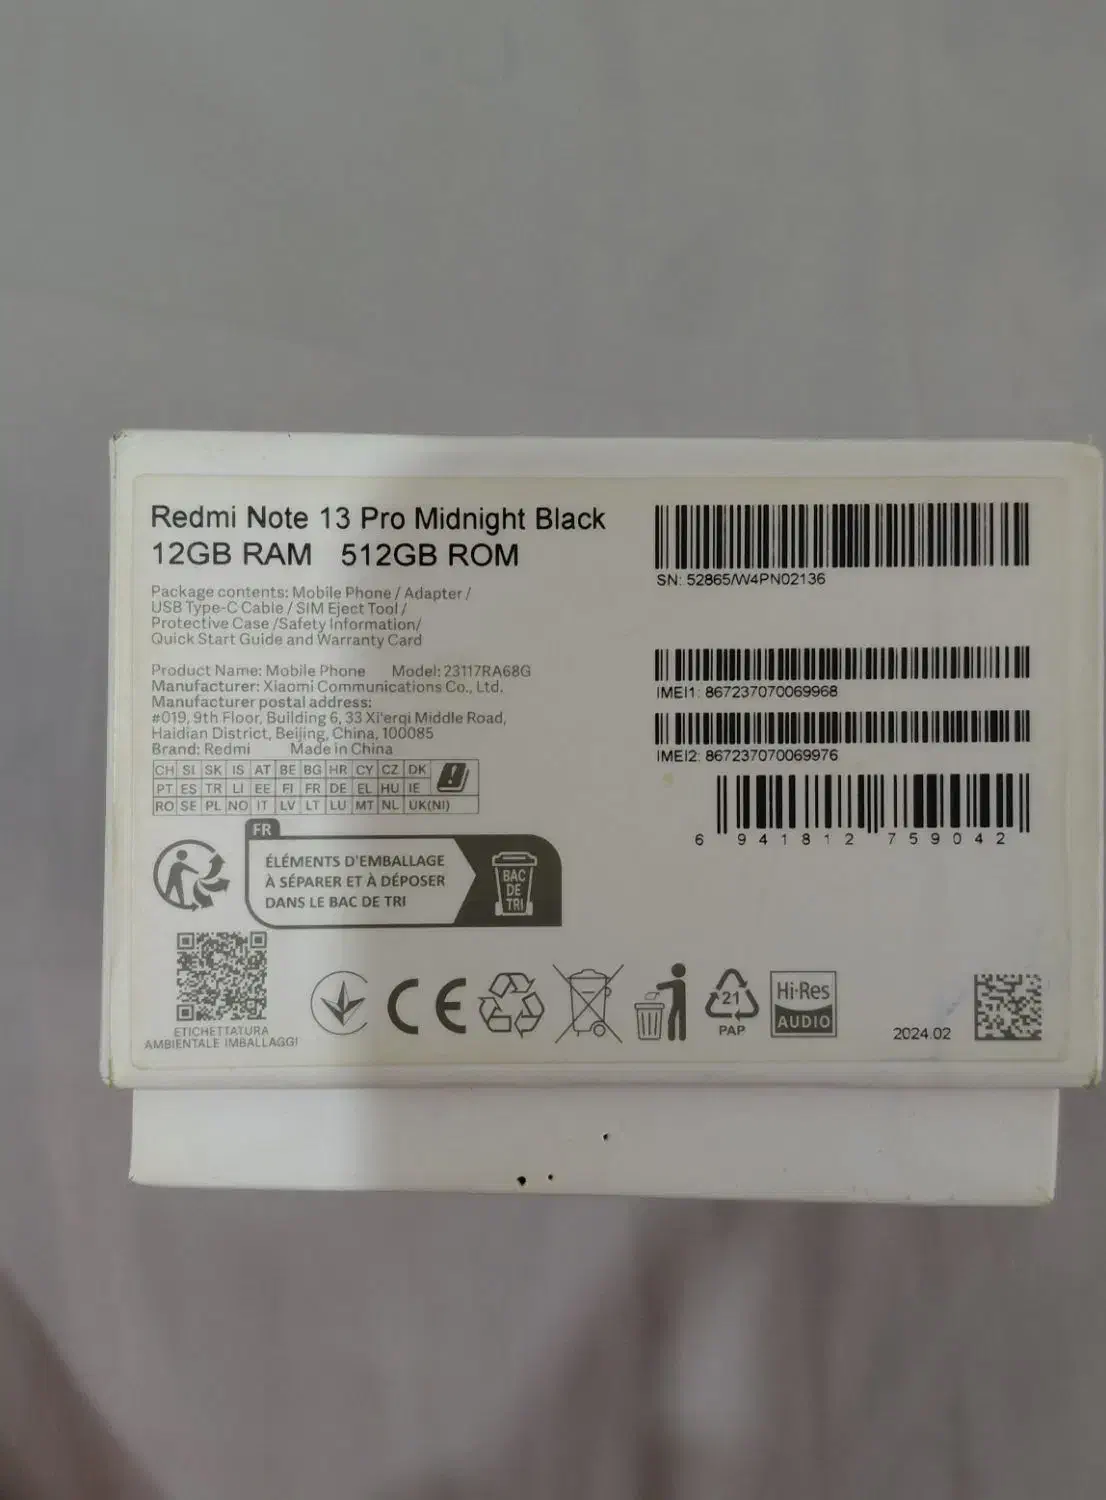 Redmi Note 13 Pro Midnight Black
12GB RAM 512GB ROM
Package contents: Mobile Phone / Adapter /
USB Type-C Cable / SIM Eject Tool /
Protective Case /Safety Information/
Quick Start Guide and Warranty Card
Product Name: Mobile Phone Model: 23117RA68G
Manufacturer: Xiaomi Communications Co., Ltd.
Manufacturer postal address:
#019, 9th Floor, Building 6, 33 Xi'erqi Middle Road,
Haidian District, Beijing, China, 100085
Brand: Redmi Made in China
CH SI SK IS AT BE BG HR CY CZ DK
PT ES TR LI EE FI FR DE EL HU IE
RO SE PL NO IT LV LT LU MT NL UK(NI)
FR
ÉLÉMENTS D'EMBALLAGE
À SÉPARER ET À DÉPOSER
DANS LE BAC DE TRI
BAC
DE
TRI
ETICHETTATURA
AMBIENTALE IMBALLAGGI
SN: 52865/W4PN02136
IMEI1: 867237070069968
IMEI2: 867237070069976
6 941812 759042
CE
21
PAP
Hi-Res
AUDIO
2024.02